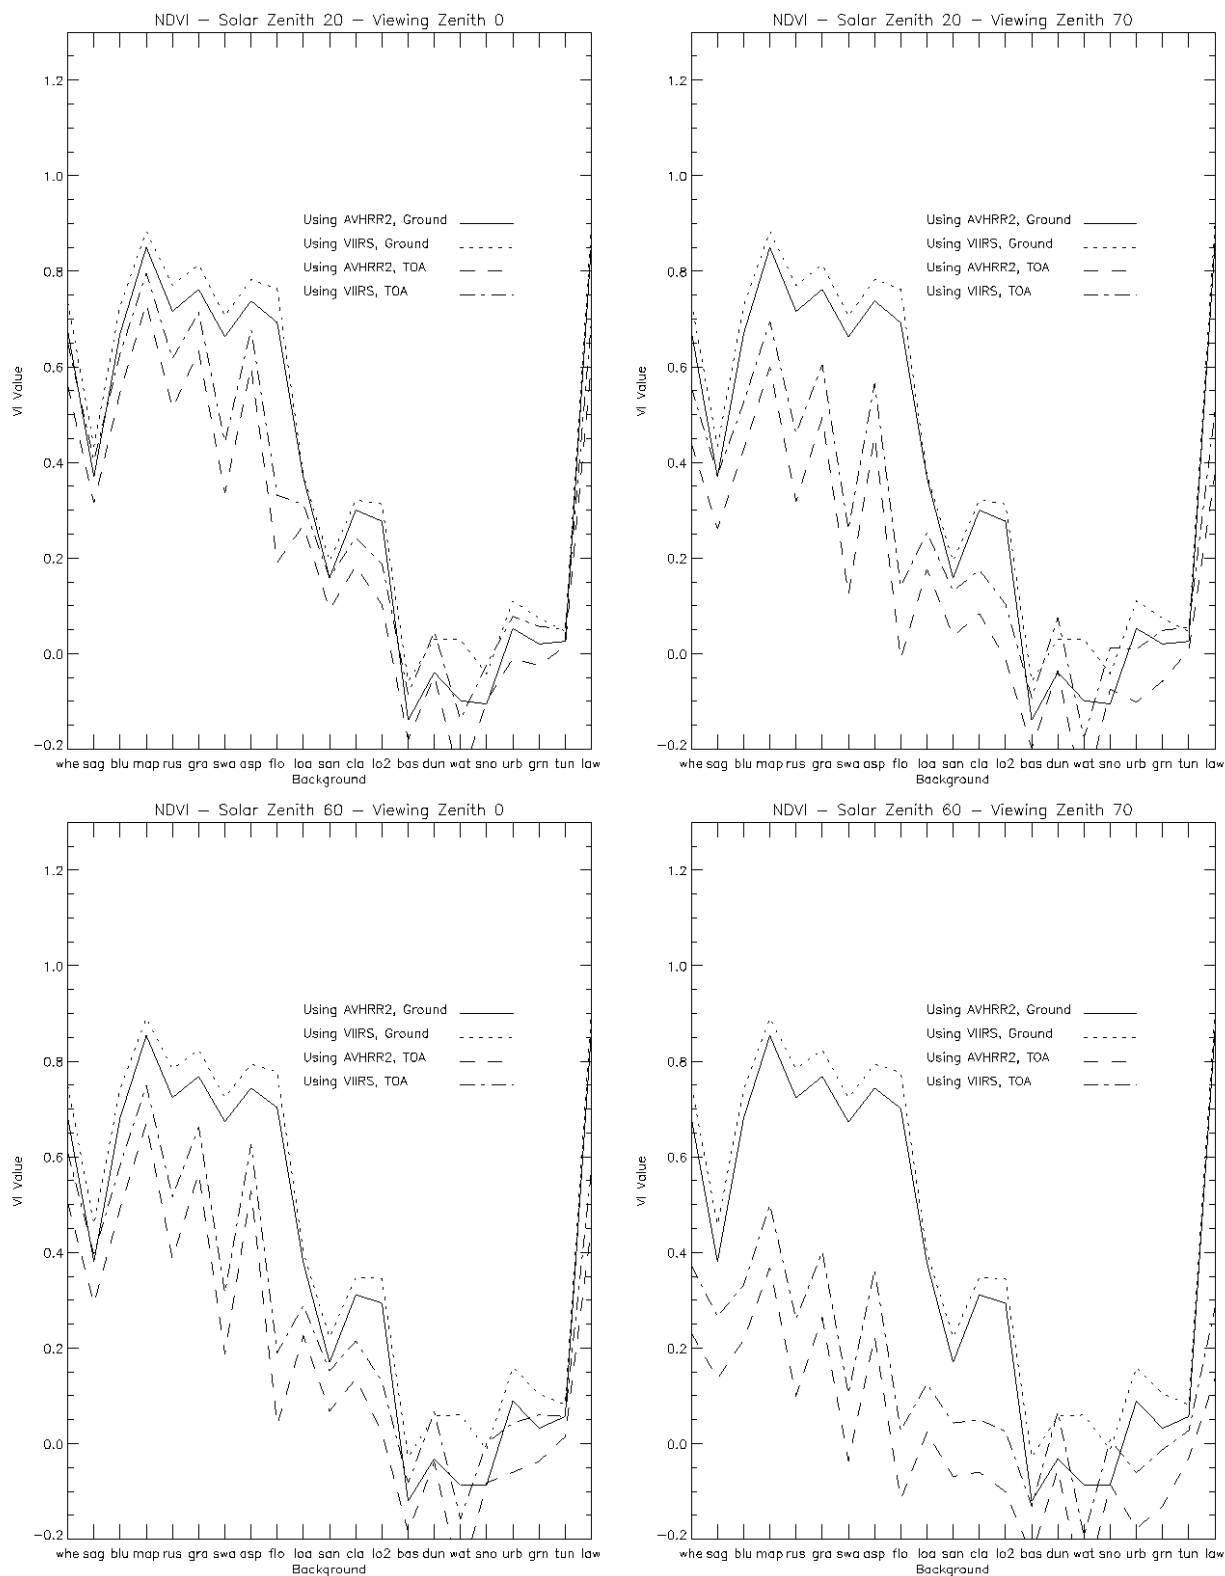 NDVI – Solar Zenith 20 – Viewing Zenith 0
1.2
1.0
0.8
0.6
0.4
0.2
0.0
−0.2
VI Value
Using AVHRR2, Ground
Using VIIRS, Ground
Using AVHRR2, TOA
Using VIIRS, TOA
whe sag blu map rus gra swa asp flo loa san cla lo2 bas dun wat sno urb grn tun law
Background
NDVI – Solar Zenith 20 – Viewing Zenith 70
1.2
1.0
0.8
0.6
0.4
0.2
0.0
−0.2
VI Value
Using AVHRR2, Ground
Using VIIRS, Ground
Using AVHRR2, TOA
Using VIIRS, TOA
whe sag blu map rus gra swa asp flo loa san cla lo2 bas dun wat sno urb grn tun law
Background
NDVI – Solar Zenith 60 – Viewing Zenith 0
1.2
1.0
0.8
0.6
0.4
0.2
0.0
−0.2
VI Value
Using AVHRR2, Ground
Using VIIRS, Ground
Using AVHRR2, TOA
Using VIIRS, TOA
whe sag blu map rus gra swa asp flo loa san cla lo2 bas dun wat sno urb grn tun law
Background
NDVI – Solar Zenith 60 – Viewing Zenith 70
1.2
1.0
0.8
0.6
0.4
0.2
0.0
−0.2
VI Value
Using AVHRR2, Ground
Using VIIRS, Ground
Using AVHRR2, TOA
Using VIIRS, TOA
whe sag blu map rus gra swa asp flo loa san cla lo2 bas dun wat sno urb grn tun law
Background